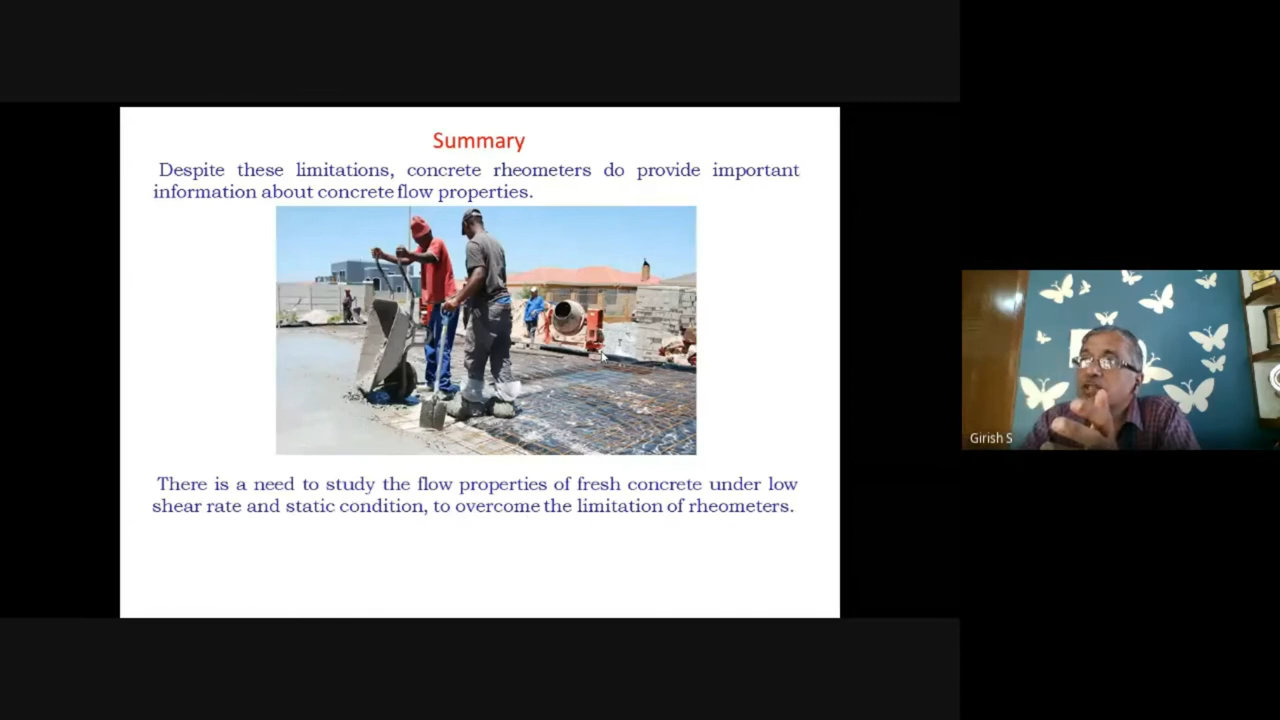 Summary
Despite these limitations, concrete rheometers do provide important
information about concrete flow properties.
There is a need to study the flow properties of fresh concrete under low
shear rate and static condition, to overcome the limitation of rheometers.
Girish S